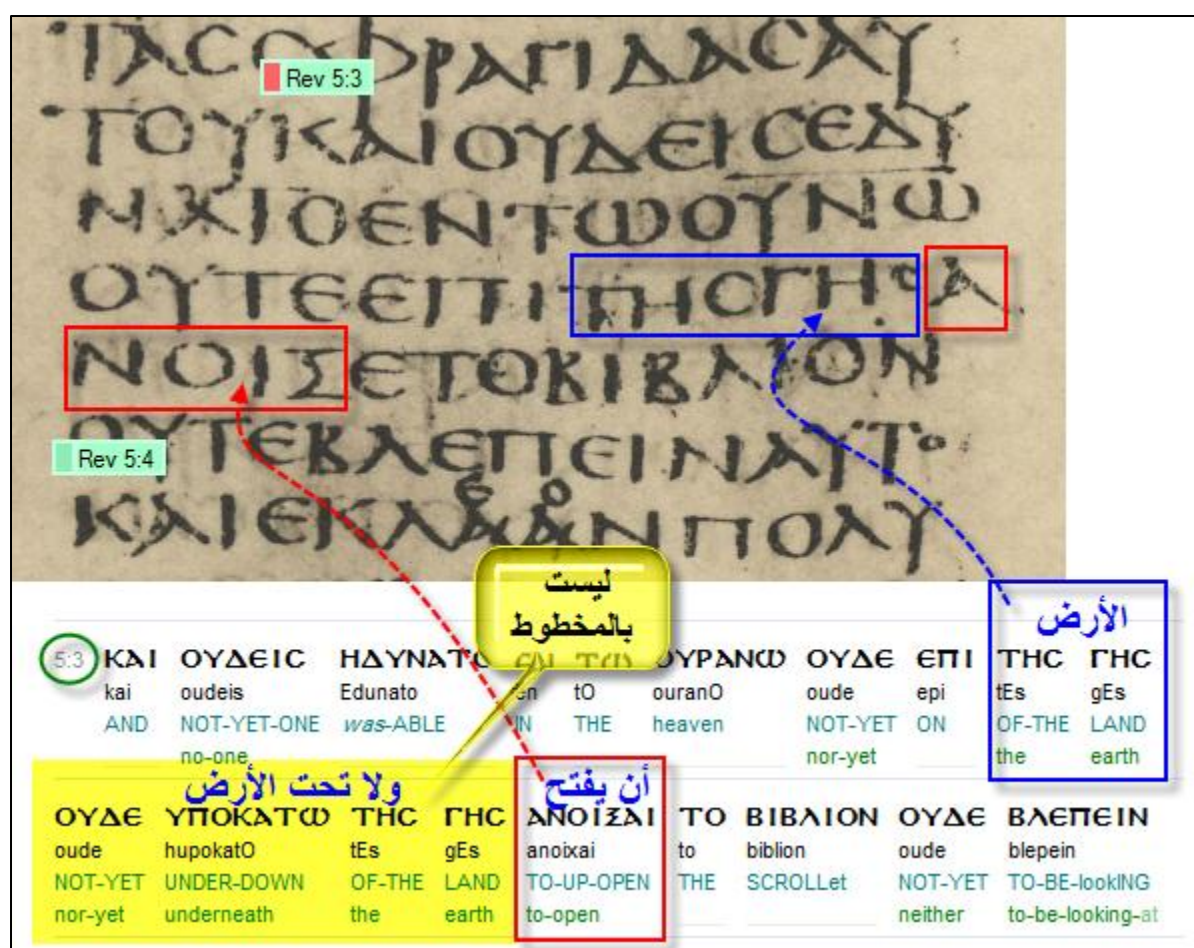 ΤΑCCΦΡΑΓΙΔΑCΑΥ
Rev 5:3
ΤΟΥΚΑΙΟΥΔΕΙCΕΔΥ
ΝΑΤΟΕΝΤΩΟΥΝΩ
ΟΥΤΕΕΠΙΤΗCΓΗCΑ
ΝΟΙΞΕΤΟΒΙΒΛΙΟΝ
ΟΥΤΕΒΛΕΠΕΙΝΑΥΤΟ
Rev 5:4
ΠΟΛΥ
ليست
بالمخطوط
الأرض
5:3 ΚΑΙ ΟΥΔΕΙC ΗΔΥΝΑΤΟ ΕΝ ΤΩ ΟΥΡΑΝΩ ΟΥΔΕ ΕΠΙ ΤΗC ΓΗC
kai oudeis Edunato en tO ouranO oude epi tEs gEs
AND NOT-YET-ONE was-ABLE IN THE heaven NOT-YET ON OF-THE LAND
no-one nor-yet the earth
ولا تحت الأرض أن يفتح
ΟΥΔΕ ΥΠΟΚΑΤΩ ΤΗC ΓΗC ΑΝΟΙΞΑΙ ΤΟ ΒΙΒΛΙΟΝ ΟΥΔΕ ΒΛΕΠΕΙΝ
oude hupokatO tEs gEs anoixai to biblion oude blepein
NOT-YET UNDER-DOWN OF-THE LAND TO-UP-OPEN THE SCROLLet NOT-YET TO-BE-lookING
nor-yet underneath the earth to-open neither to-be-looking-at